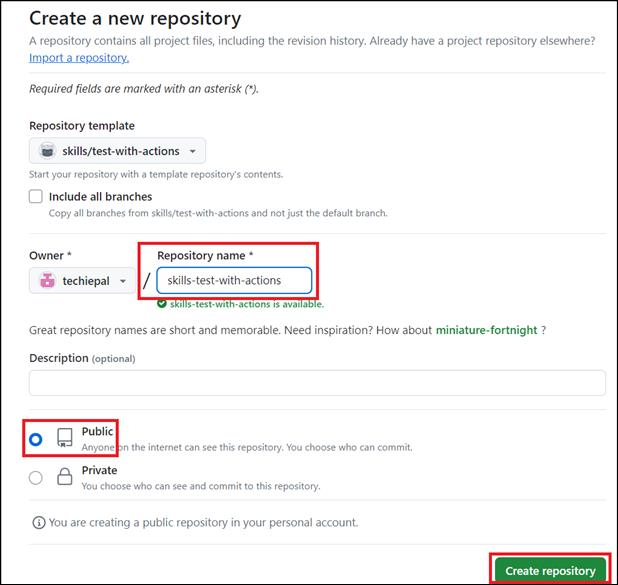 Create a new repository
A repository contains all project files, including the revision history. Already have a project repository elsewhere?
Import a repository.
Required fields are marked with an asterisk (*).
Repository template
skills/test-with-actions
Start your repository with a template repository's contents.
Include all branches
Copy all branches from skills/test-with-actions and not just the default branch.
Owner * Repository name *
techiepal / skills-test-with-actions
skills-test-with-actions is available.
Great repository names are short and memorable. Need inspiration? How about miniature-fortnight ?
Description (optional)
Public
Anyone on the internet can see this repository. You choose who can commit.
Private
You choose who can see and commit to this repository.
You are creating a public repository in your personal account.
Create repository